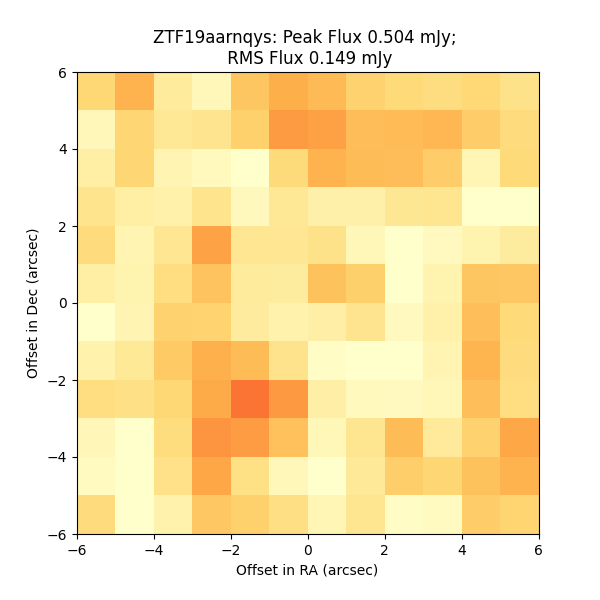 ZTF19aarnqys: Peak Flux 0.504 mJy;
RMS Flux 0.149 mJy
6
4
2
0
−2
−4
−6
Offset in Dec (arcsec)
−6 −4 −2 0 2 4 6
Offset in RA (arcsec)